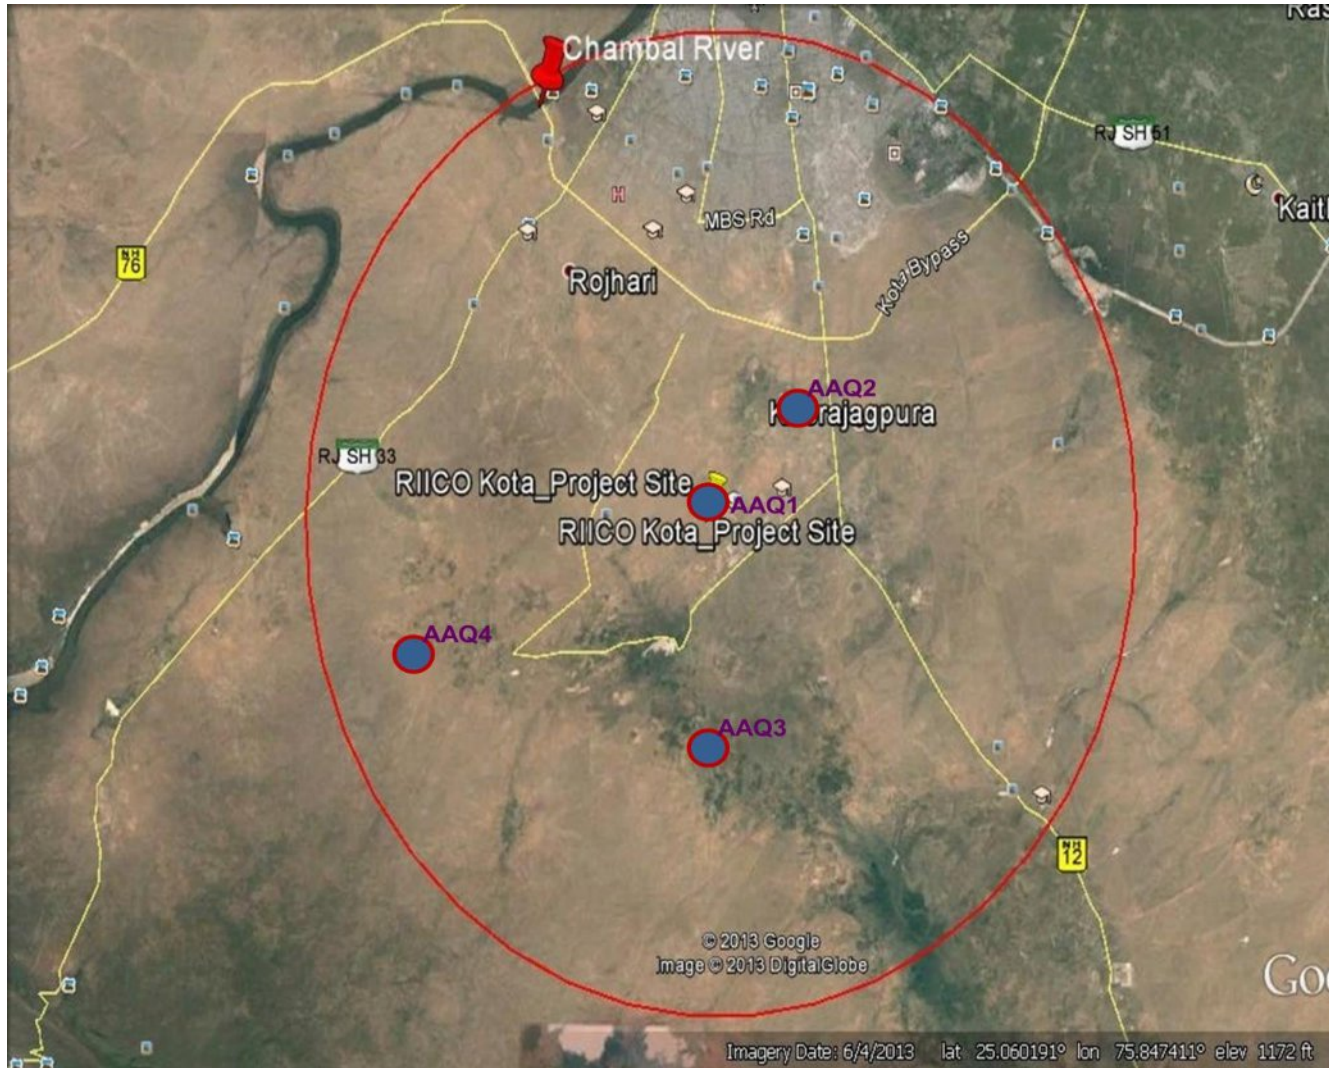 Chambal River
RJ SH 51
H
MBS Rd
NH
76
Rojhari
Kota Bypass
AAQ2
rajagpura
RJ SH 33
RIICO Kota_Project Site
AAQ1
RIICO Kota_Project Site
AAQ4
AAQ3
NH
12
© 2013 Google
Image © 2013 DigitalGlobe
Imagery Date: 6/4/2013 lat 25.060191° lon 75.847411° elev 1172 ft